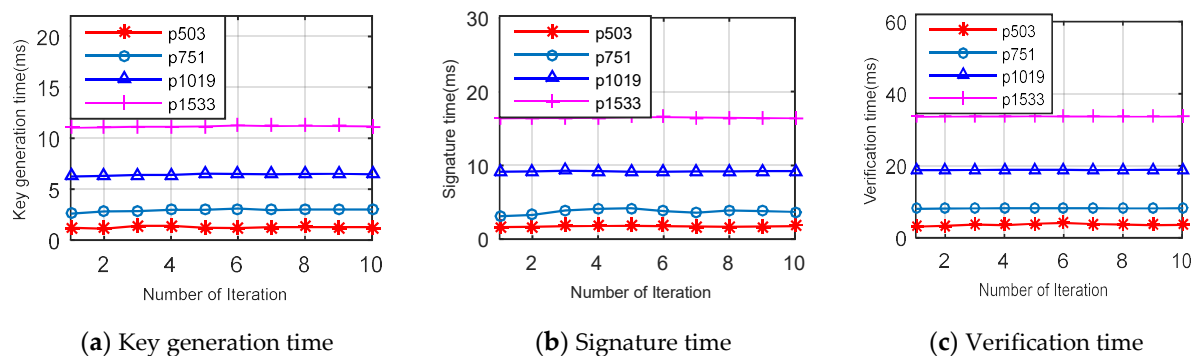 20
15
10
5
0
Key generation time(ms)
p503
p751
p1019
p1533
2 4 6 8 10
Number of Iteration
(a) Key generation time
30
20
10
0
Signature time(ms)
p503
p751
p1019
p1533
2 4 6 8 10
Number of Iteration
(b) Signature time
60
40
20
0
Verification time(ms)
p503
p751
p1019
p1533
2 4 6 8 10
Number of Iteration
(c) Verification time